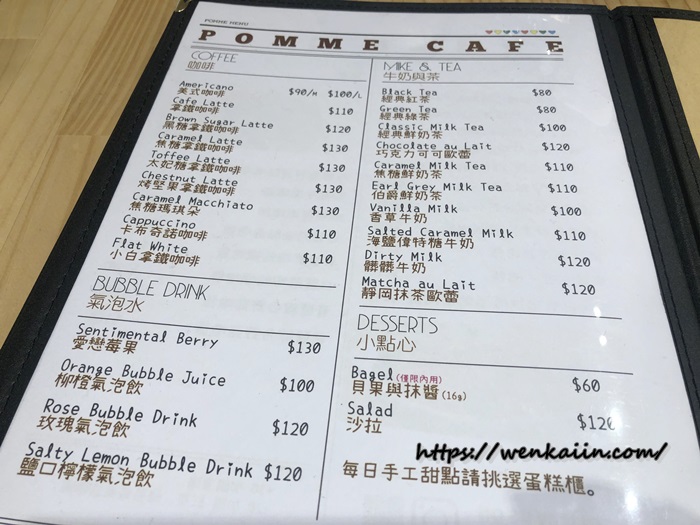 POMME MENU
POMME CAFE
COFFEE
咖啡
Americano $90/M $100/L
美式咖啡
Cafe Latte $110
拿鐵咖啡
Brown Sugar Latte $120
黑糖拿鐵咖啡
Caramel Latte $130
焦糖拿鐵咖啡
Toffee Latte $130
太妃糖拿鐵咖啡
Chestnut Latte $130
烤堅果拿鐵咖啡
Caramel Macchiato $130
焦糖瑪琪朵
Cappuccino $110
卡布奇諾咖啡
Flat White $110
小白拿鐵咖啡
BUBBLE DRINK
氣泡水
Sentimental Berry $130
愛戀莓果
Orange Bubble Juice $100
柳橙氣泡飲
Rose Bubble Drink $120
玫瑰氣泡飲
Salty Lemon Bubble Drink $120
鹽口檸檬氣泡飲
MIKE & TEA
牛奶與茶
Black Tea $80
經典紅茶
Green Tea $80
經典綠茶
Classic Milk Tea $100
經典鮮奶茶
Chocolate au Lait $120
巧克力可可歐蕾
Caramel Milk Tea $110
焦糖鮮奶茶
Earl Grey Milk Tea $110
伯爵鮮奶茶
Vanilla Milk $100
香草牛奶
Salted Caramel Milk $110
海鹽偉特糖牛奶
Dirty Milk $120
髒髒牛奶
Matcha au Lait $120
靜岡抹茶歐蕾
DESSERTS
小點心
Bagel (僅限內用) $60
貝果與抹醬(16g)
Salad $120
沙拉
https://wenkaiin.com/
每日手工甜點請挑選蛋糕櫃。